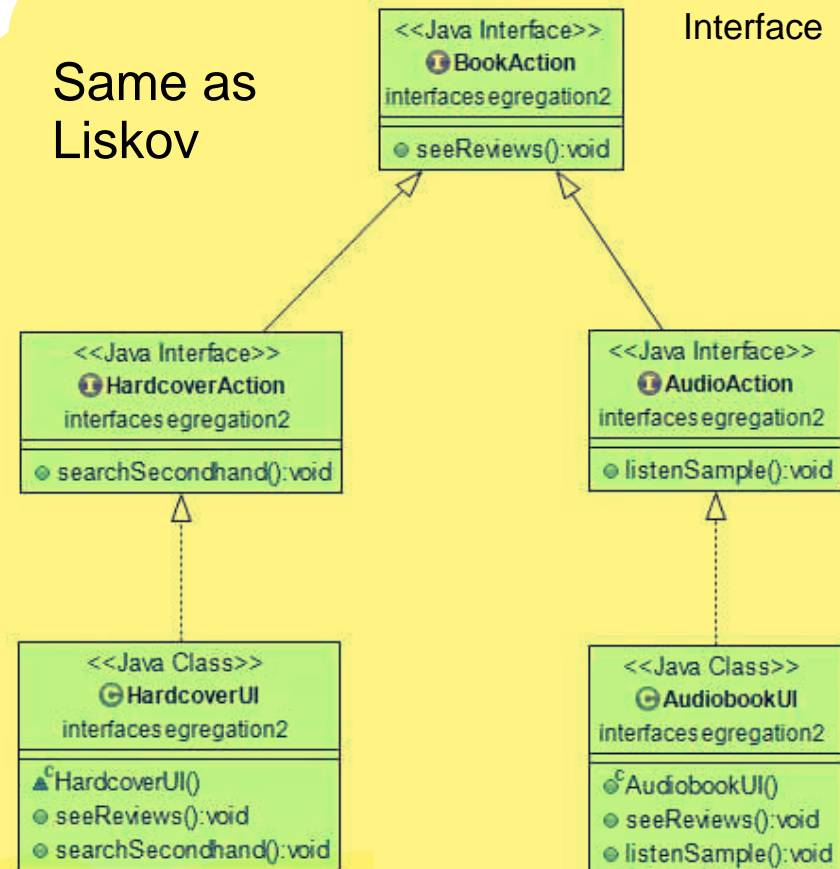 Same as
Liskov
Interface
<<Java Interface>>
BookAction
interfacesegregation2
seeReviews():void
<<Java Interface>>
HardcoverAction
interfacesegregation2
searchSecondhand():void
<<Java Interface>>
AudioAction
interfacesegregation2
listenSample():void
<<Java Class>>
HardcoverUI
interfacesegregation2
HardcoverUI()
seeReviews():void
searchSecondhand():void
<<Java Class>>
AudiobookUI
interfacesegregation2
AudiobookUI()
seeReviews():void
listenSample():void